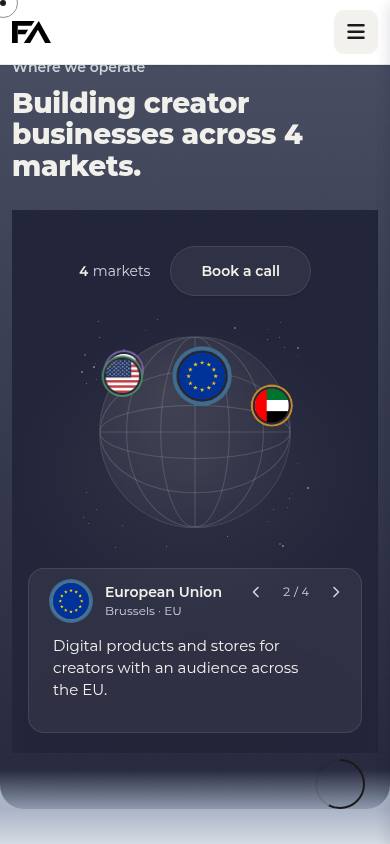 FA
Where we operate
Building creator
businesses across 4
markets.
4 markets
Book a call
European Union
2 / 4
Brussels · EU
Digital products and stores for
creators with an audience across
the EU.